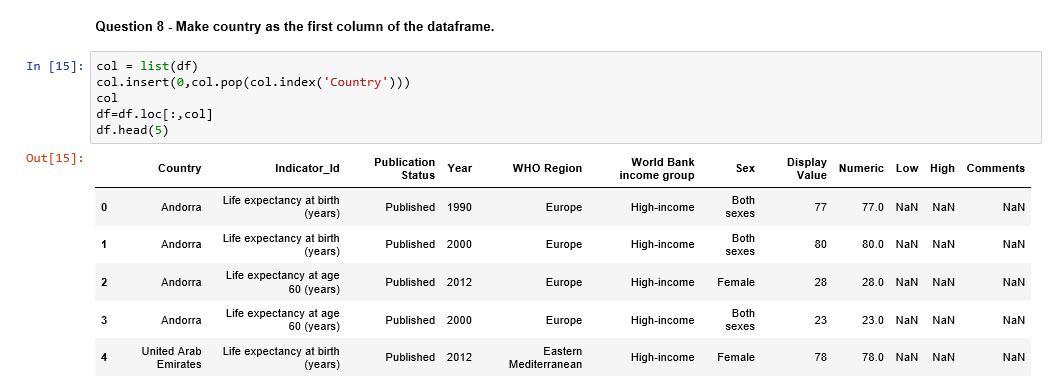 Question 8 - Make country as the first column of the dataframe.
In [15]: col = list(df)
col.insert(0,col.pop(col.index('Country')))
col
df=df.loc[:,col]
df.head(5)
Out[15]:
Country Indicator_Id Publication Status Year WHO Region World Bank income group Sex Display Value Numeric Low High Comments
0 Andorra Life expectancy at birth (years) Published 1990 Europe High-income Both sexes 77 77.0 NaN NaN NaN
1 Andorra Life expectancy at birth (years) Published 2000 Europe High-income Both sexes 80 80.0 NaN NaN NaN
2 Andorra Life expectancy at age 60 (years) Published 2012 Europe High-income Female 28 28.0 NaN NaN NaN
3 Andorra Life expectancy at age 60 (years) Published 2000 Europe High-income Both sexes 23 23.0 NaN NaN NaN
4 United Arab Emirates Life expectancy at birth (years) Published 2012 Eastern Mediterranean High-income Female 78 78.0 NaN NaN NaN